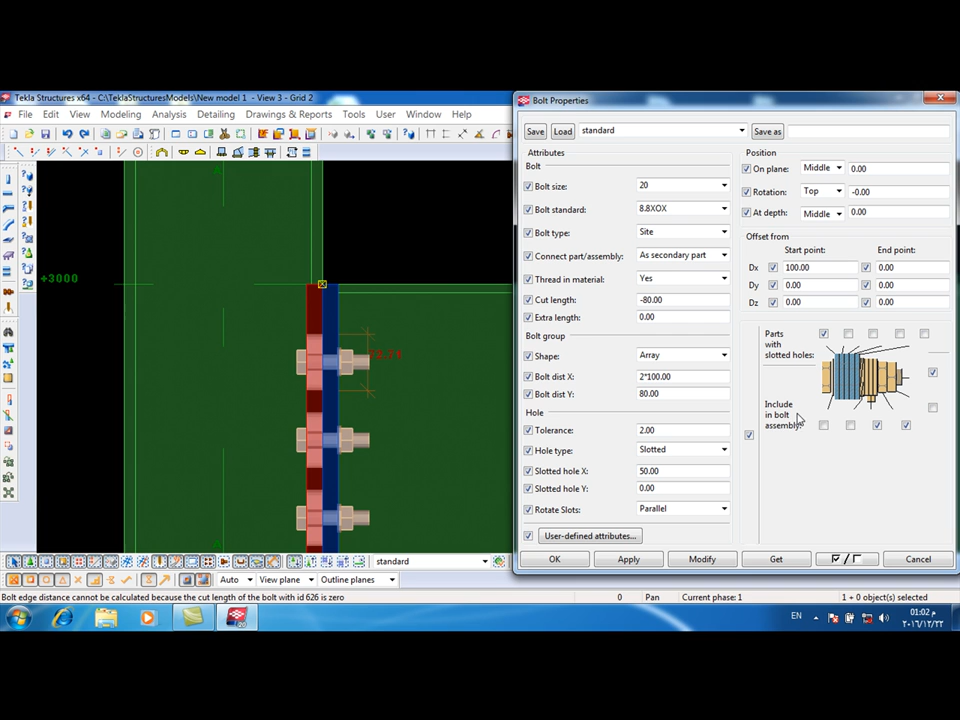 Tekla Structures x64 - C:\TeklaStructuresModels\New model 1 - View 3 - Grid 2
File Edit View Modeling Analysis Detailing Drawings & Reports Tools User Window Help
+3000
standard
Auto View plane Outline planes
Bolt edge distance cannot be calculated because the cut length of the bolt with id 626 is zero
0 Pan Current phase: 1 1 + 0 object(s) selected
Bolt Properties
Save Load standard Save as
Attributes
Bolt
Bolt size: 20
Bolt standard: 8.8XOX
Bolt type: Site
Connect part/assembly: As secondary part
Thread in material: Yes
Cut length: -80.00
Extra length: 0.00
Bolt group
Shape: Array
Bolt dist X: 2*100.00
Bolt dist Y: 80.00
Hole
Tolerance: 2.00
Hole type: Slotted
Slotted hole X: 50.00
Slotted hole Y: 0.00
Rotate Slots: Parallel
User-defined attributes...
Position
On plane: Middle 0.00
Rotation: Top -0.00
At depth: Middle 0.00
Offset from
Start point: End point:
Dx 100.00 0.00
Dy 0.00 0.00
Dz 0.00 0.00
Parts
with
slotted holes:
Include
in bolt
assembly:
OK Apply Modify Get Cancel
EN
01:02 م
٢٠١٦/١٢/٢٢